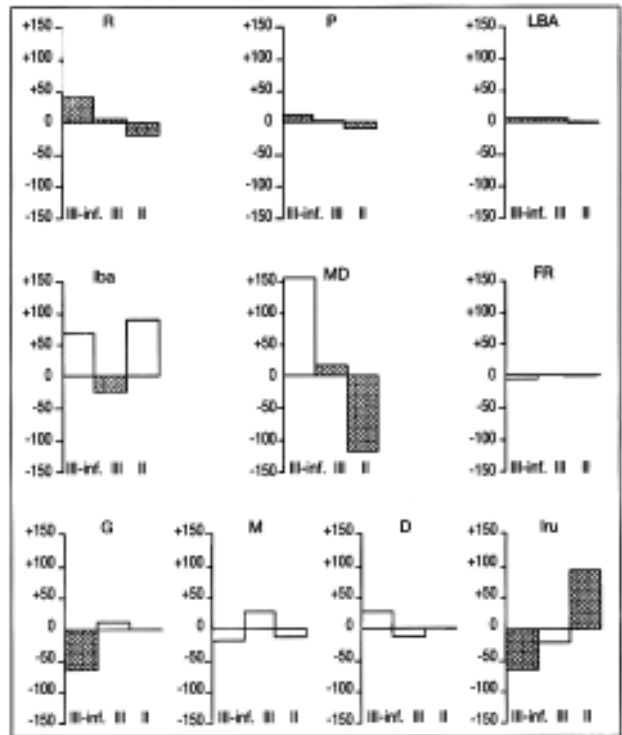 R P LBA
+150 +150 +150
+100 +100 +100
+50 +50 +50
0 0 0
-50 -50 -50
-100 -100 -100
-150 III-inf. III II -150 III-inf. III II -150 III-inf. III II
Iba MD FR
+150 +150 +150
+100 +100 +100
+50 +50 +50
0 0 0
-50 -50 -50
-100 -100 -100
-150 III-inf. III II -150 III-inf. III II -150 III-inf. III II
G M D Iru
+150 +150 +150 +150
+100 +100 +100 +100
+50 +50 +50 +50
0 0 0 0
-50 -50 -50 -50
-100 -100 -100 -100
-150 III-inf. III II -150 III-inf. III II -150 III-inf. III II -150 III-inf. III II